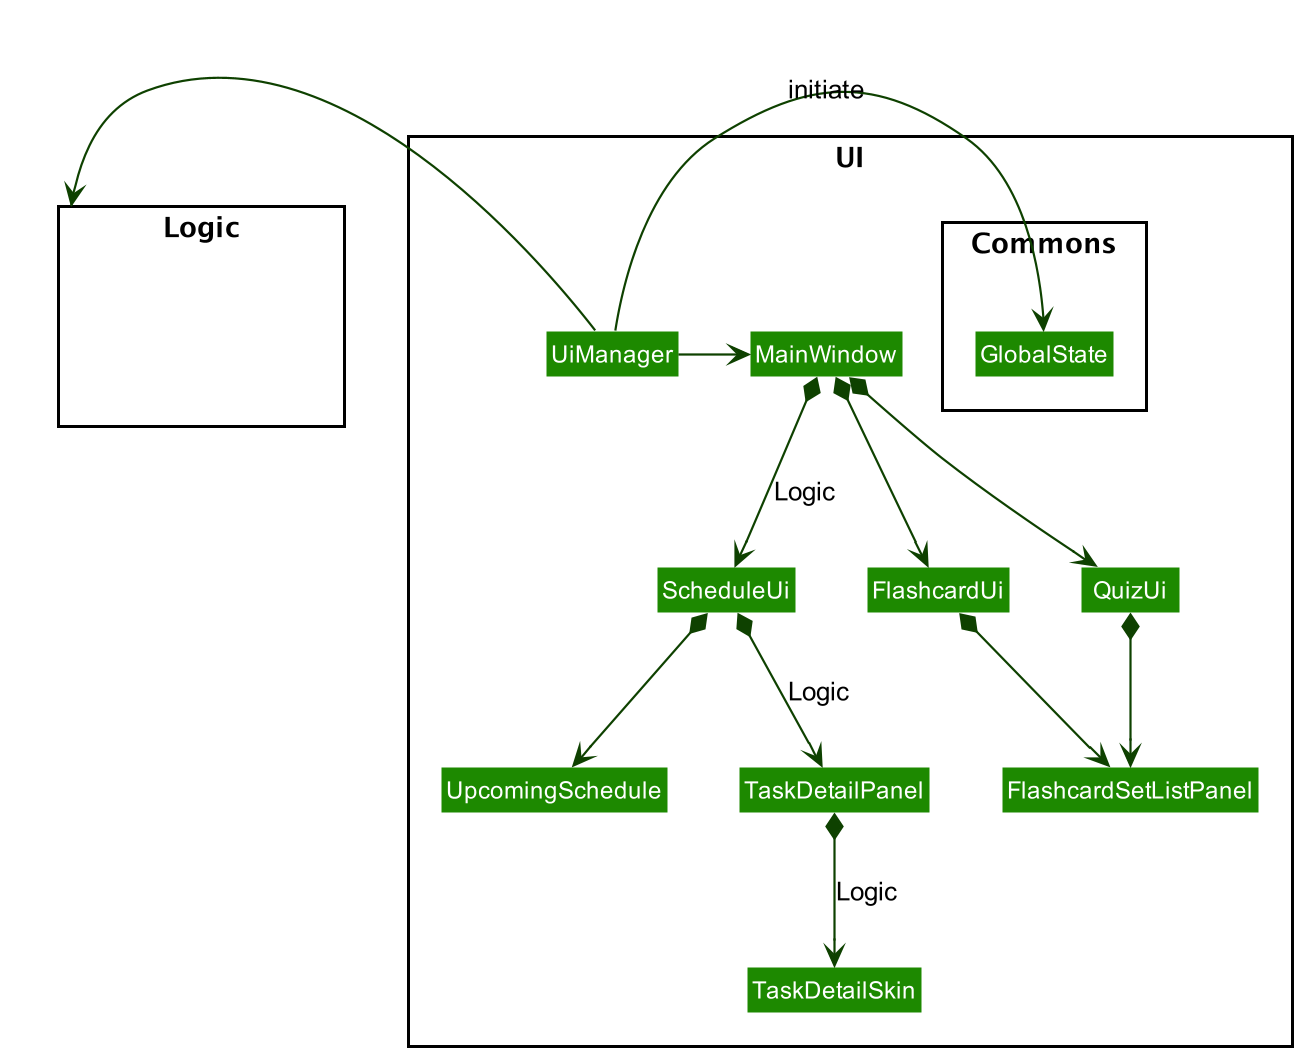 initiate
UI
Logic
Commons
UiManager
MainWindow
GlobalState
Logic
ScheduleUi
FlashcardUi
QuizUi
Logic
UpcomingSchedule
TaskDetailPanel
FlashcardSetListPanel
Logic
TaskDetailSkin